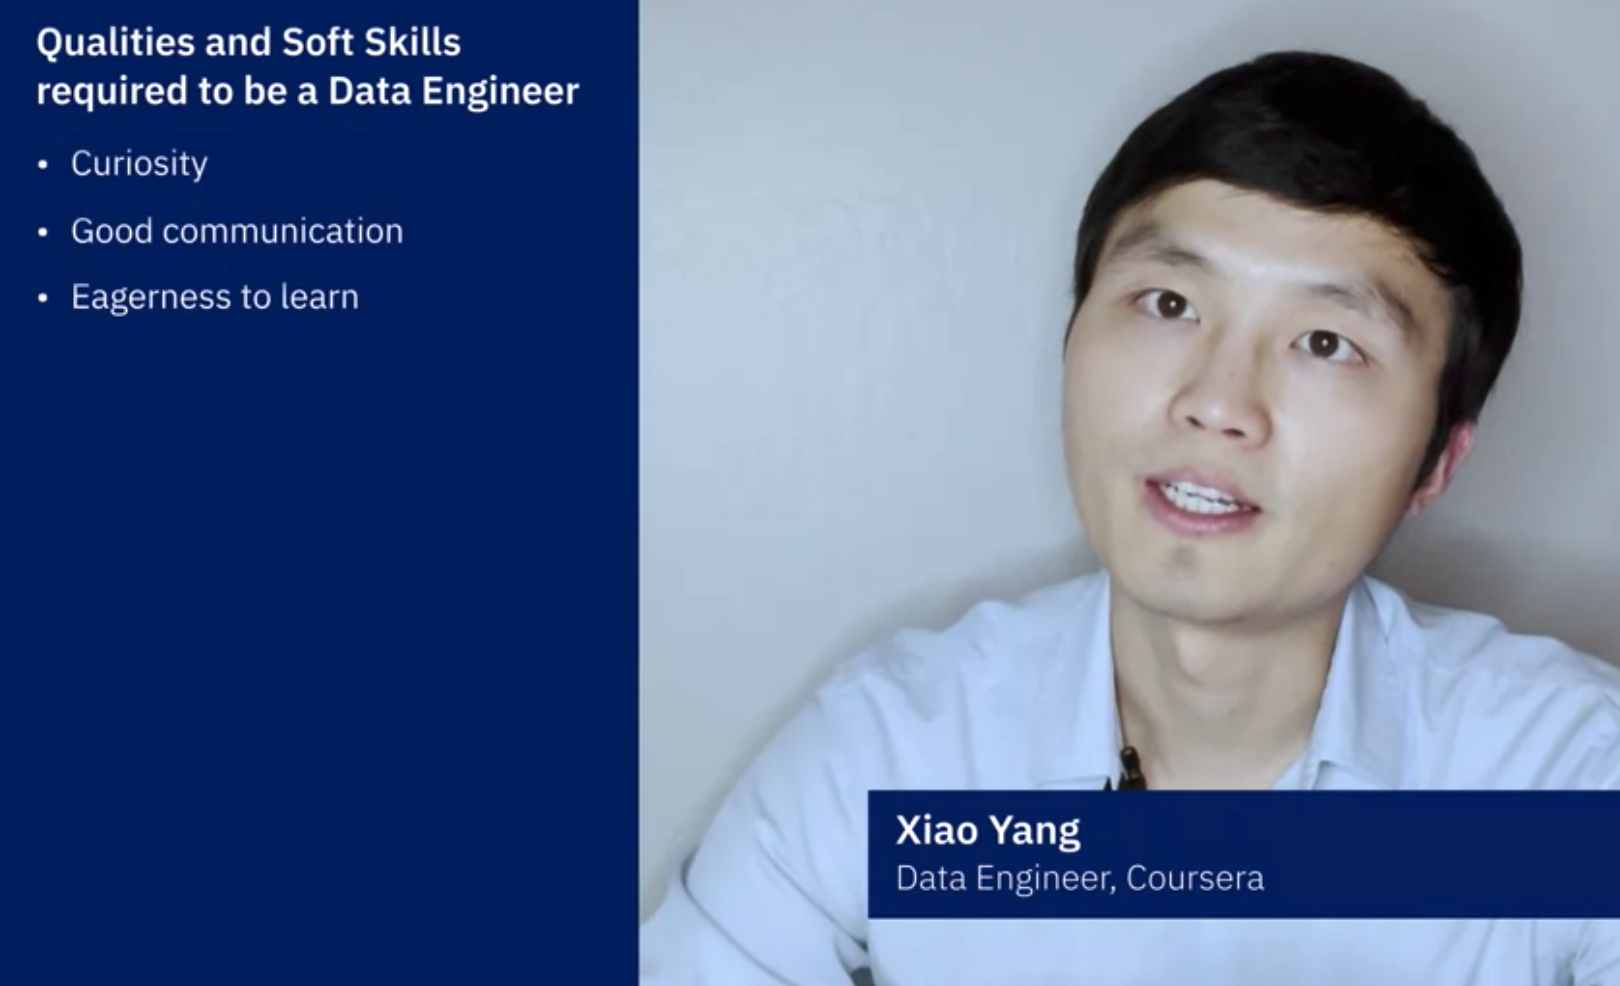 Qualities and Soft Skills
required to be a Data Engineer
• Curiosity
• Good communication
• Eagerness to learn
Xiao Yang
Data Engineer, Coursera